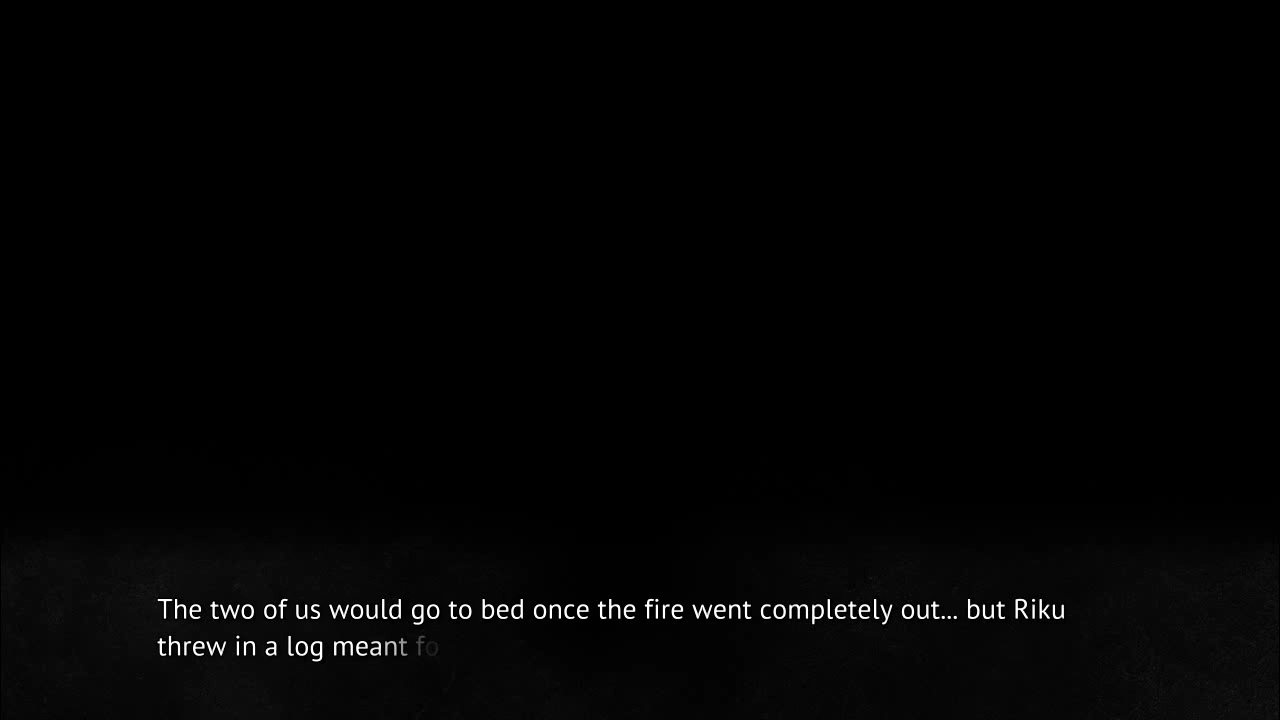 The two of us would go to bed once the fire went completely out... but Riku
threw in a log meant fo